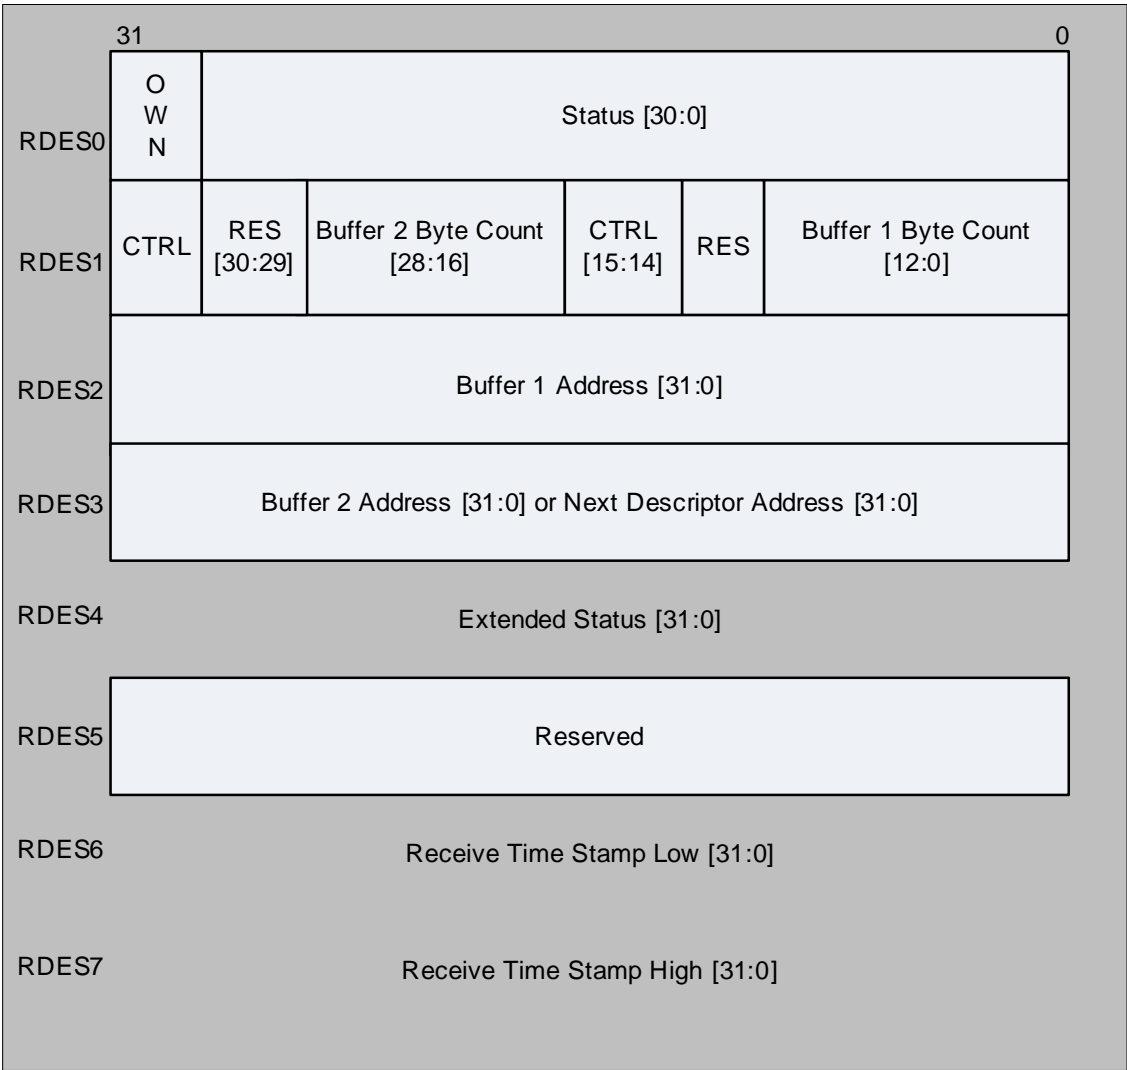 31 0
O
W
N
Status [30:0]
RDES0
CTRL
RES
[30:29]
Buffer 2 Byte Count
[28:16]
CTRL
[15:14]
RES
Buffer 1 Byte Count
[12:0]
RDES1
RDES2
Buffer 1 Address [31:0]
RDES3
Buffer 2 Address [31:0] or Next Descriptor Address [31:0]
RDES4
Extended Status [31:0]
RDES5
Reserved
RDES6
Receive Time Stamp Low [31:0]
RDES7
Receive Time Stamp High [31:0]